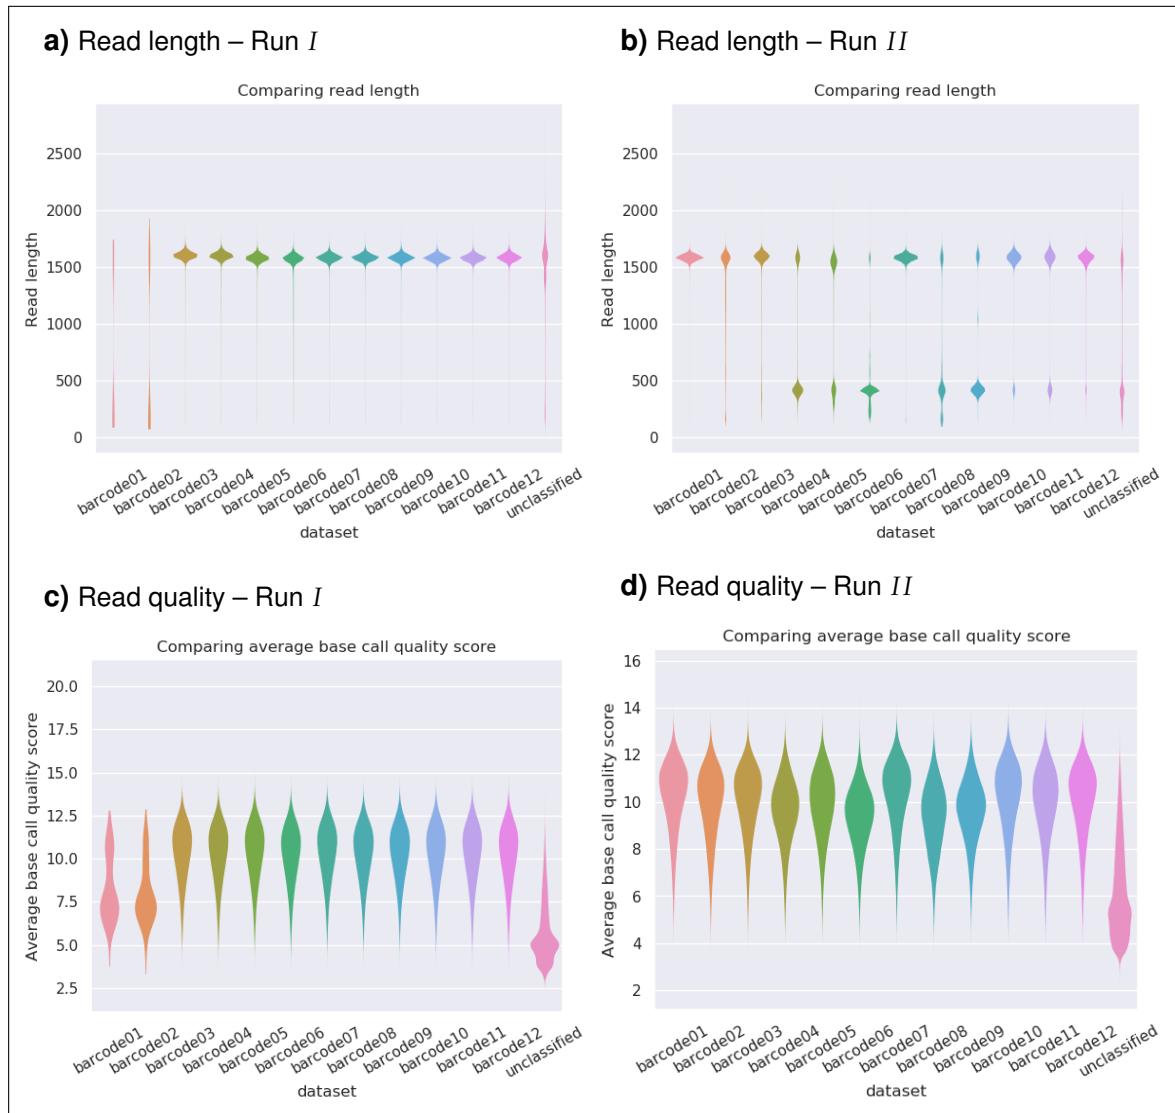 a) Read length – Run I
Comparing read length
Read length
2500
2000
1500
1000
500
0
barcode01
barcode02
barcode03
barcode04
barcode05
barcode06
barcode07
barcode08
barcode09
barcode10
barcode11
barcode12
unclassified
dataset
b) Read length – Run II
Comparing read length
Read length
2500
2000
1500
1000
500
0
barcode01
barcode02
barcode03
barcode04
barcode05
barcode06
barcode07
barcode08
barcode09
barcode10
barcode11
barcode12
unclassified
dataset
c) Read quality – Run I
Comparing average base call quality score
Average base call quality score
20.0
17.5
15.0
12.5
10.0
7.5
5.0
2.5
barcode01
barcode02
barcode03
barcode04
barcode05
barcode06
barcode07
barcode08
barcode09
barcode10
barcode11
barcode12
unclassified
dataset
d) Read quality – Run II
Comparing average base call quality score
Average base call quality score
16
14
12
10
8
6
4
2
barcode01
barcode02
barcode03
barcode04
barcode05
barcode06
barcode07
barcode08
barcode09
barcode10
barcode11
barcode12
unclassified
dataset